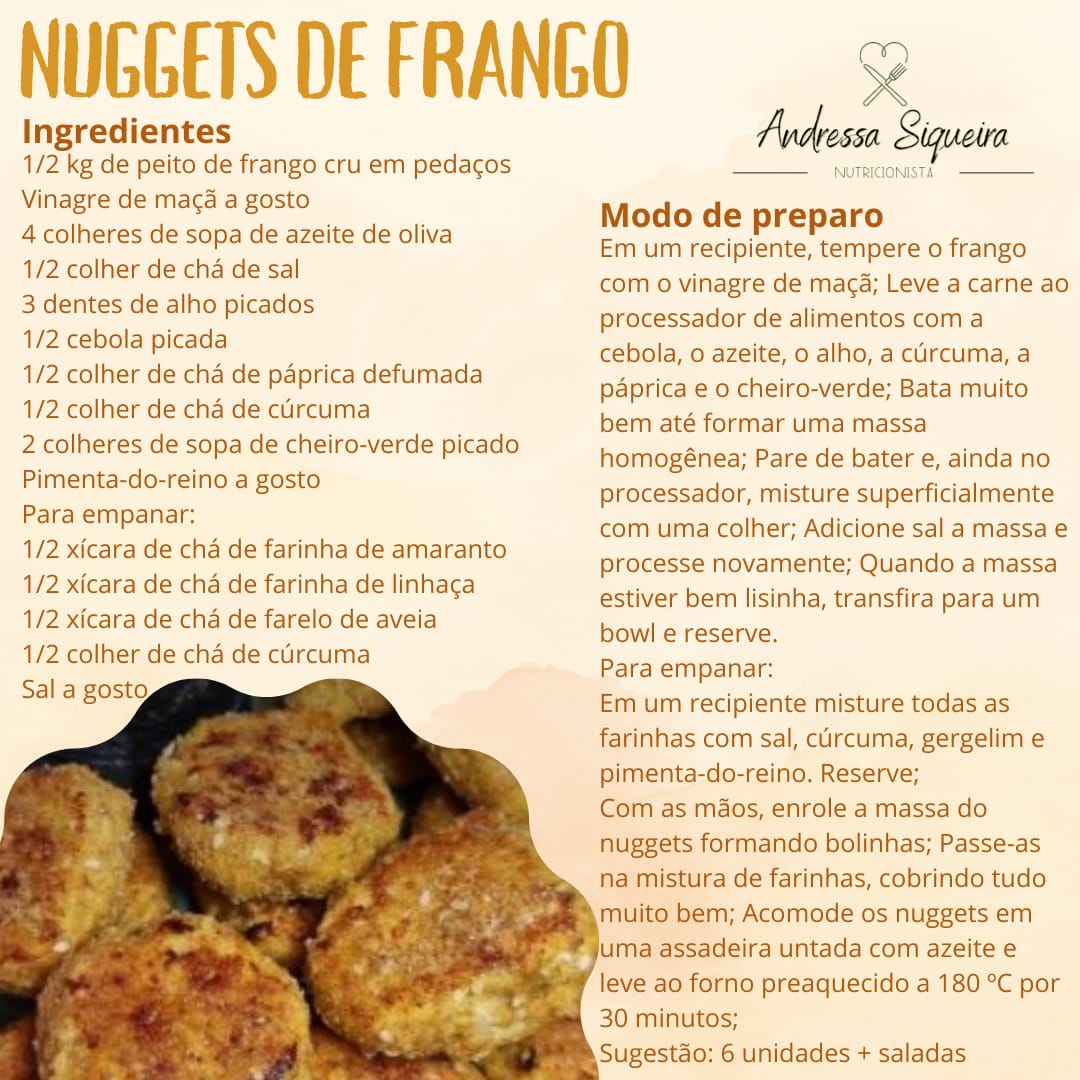 NUGGETS DE FRANGO
Andressa Siqueira
NUTRICIONISTA
Ingredientes
1/2 kg de peito de frango cru em pedaços
Vinagre de maçã a gosto
4 colheres de sopa de azeite de oliva
1/2 colher de chá de sal
3 dentes de alho picados
1/2 cebola picada
1/2 colher de chá de páprica defumada
1/2 colher de chá de cúrcuma
2 colheres de sopa de cheiro-verde picado
Pimenta-do-reino a gosto
Para empanar:
1/2 xícara de chá de farinha de amaranto
1/2 xícara de chá de farinha de linhaça
1/2 xícara de chá de farelo de aveia
1/2 colher de chá de cúrcuma
Sal a gosto
Modo de preparo
Em um recipiente, tempere o frango
com o vinagre de maçã; Leve a carne ao
processador de alimentos com a
cebola, o azeite, o alho, a cúrcuma, a
páprica e o cheiro-verde; Bata muito
bem até formar uma massa
homogênea; Pare de bater e, ainda no
processador, misture superficialmente
com uma colher; Adicione sal a massa e
processe novamente; Quando a massa
estiver bem lisinha, transfira para um
bowl e reserve.
Para empanar:
Em um recipiente misture todas as
farinhas com sal, cúrcuma, gergelim e
pimenta-do-reino. Reserve;
Com as mãos, enrole a massa do
nuggets formando bolinhas; Passe-as
na mistura de farinhas, cobrindo tudo
muito bem; Acomode os nuggets em
uma assadeira untada com azeite e
leve ao forno preaquecido a 180 ºC por
30 minutos;
Sugestão: 6 unidades + saladas